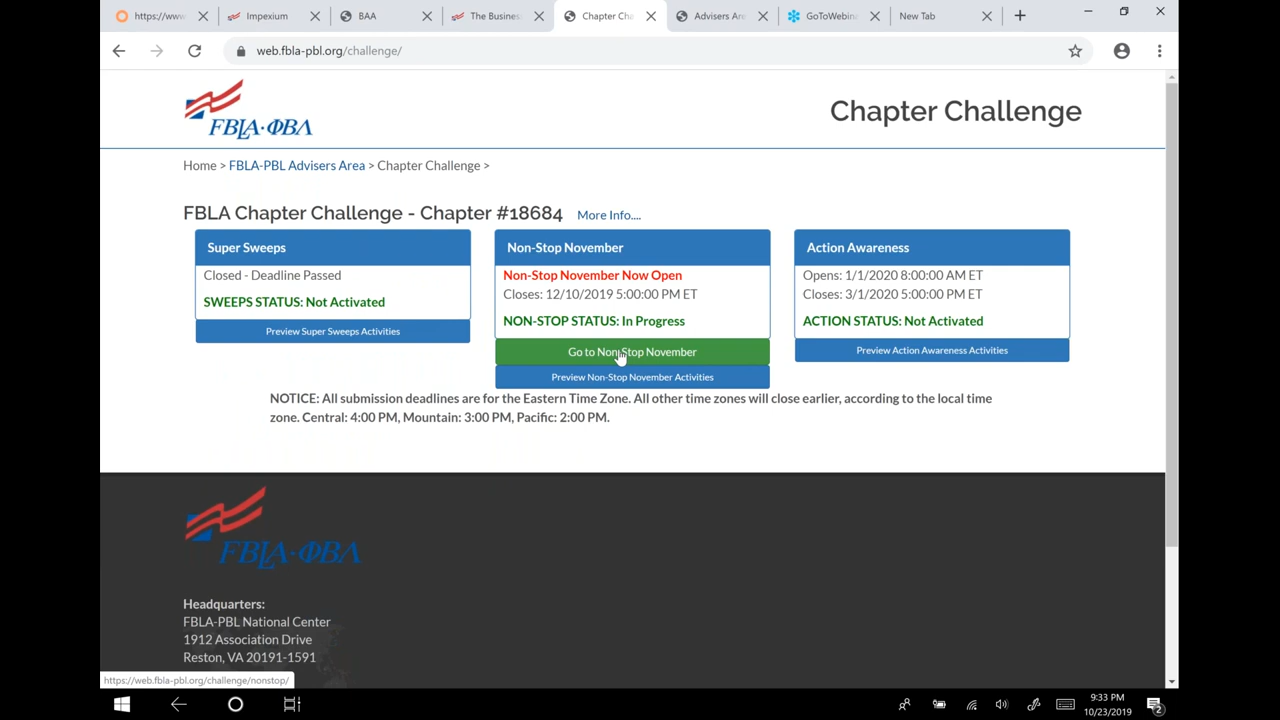 https://www
Impexium
BAA
The Busines
Chapter Cha
Advisers Are
GoToWebina
New Tab
web.fbla-pbl.org/challenge/
FBLA-ΦBΛ
Chapter Challenge
Home > FBLA-PBL Advisers Area > Chapter Challenge >
FBLA Chapter Challenge - Chapter #18684 More Info....
Super Sweeps
Closed - Deadline Passed
SWEEPS STATUS: Not Activated
Preview Super Sweeps Activities
Non-Stop November
Non-Stop November Now Open
Closes: 12/10/2019 5:00:00 PM ET
NON-STOP STATUS: In Progress
Go to Non-Stop November
Preview Non-Stop November Activities
Action Awareness
Opens: 1/1/2020 8:00:00 AM ET
Closes: 3/1/2020 5:00:00 PM ET
ACTION STATUS: Not Activated
Preview Action Awareness Activities
NOTICE: All submission deadlines are for the Eastern Time Zone. All other time zones will close earlier, according to the local time
zone. Central: 4:00 PM, Mountain: 3:00 PM, Pacific: 2:00 PM.
FBLA-ΦBΛ
Headquarters:
FBLA-PBL National Center
1912 Association Drive
Reston, VA 20191-1591
https://web.fbla-pbl.org/challenge/nonstop/
9:33 PM
10/23/2019
2